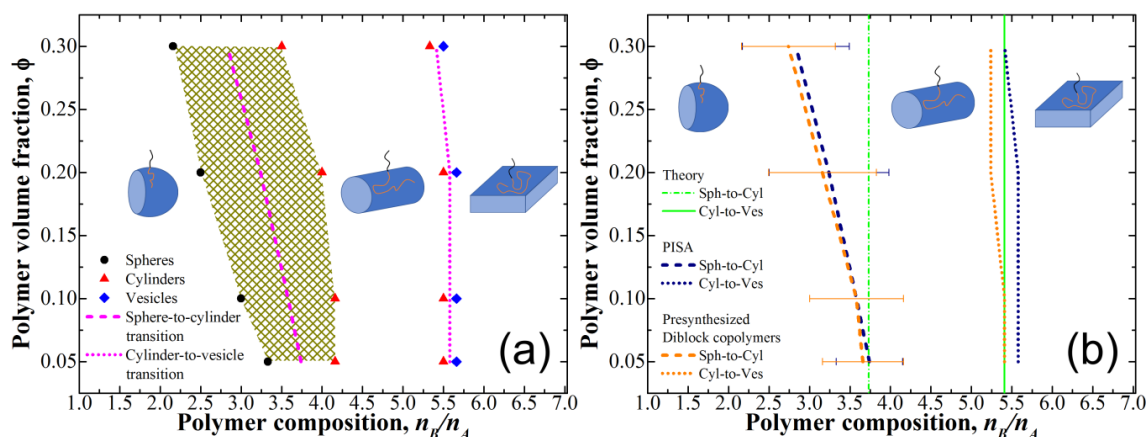 0.30
0.25
0.20
0.15
0.10
0.05
Polymer volume fraction, ϕ
Spheres
Cylinders
Vesicles
Sphere-to-cylinder
transition
Cylinder-to-vesicle
transition
(a)
1.0 1.5 2.0 2.5 3.0 3.5 4.0 4.5 5.0 5.5 6.0 6.5 7.0
Polymer composition, n_B/n_A
0.30
0.25
0.20
0.15
0.10
0.05
Polymer volume fraction, ϕ
Theory
Sph-to-Cyl
Cyl-to-Ves
PISA
Sph-to-Cyl
Cyl-to-Ves
Presynthesized
Diblock copolymers
Sph-to-Cyl
Cyl-to-Ves
(b)
1.0 1.5 2.0 2.5 3.0 3.5 4.0 4.5 5.0 5.5 6.0 6.5 7.0
Polymer composition, n_B/n_A